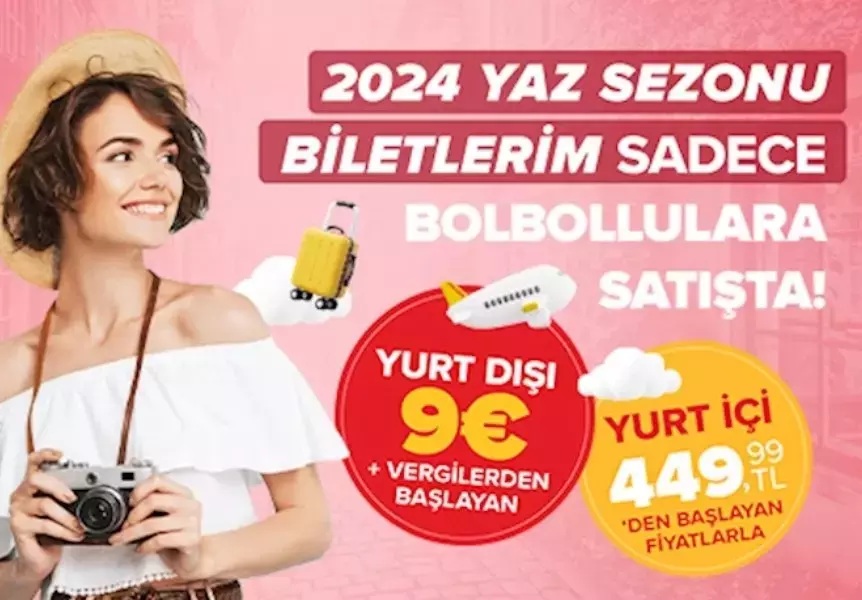 2024 YAZ SEZONU
BİLETLERİM SADECE
BOLBOLLULARA
SATIŞTA!
YURT DIŞI
9€
+ VERGİLERDEN
BAŞLAYAN
YURT İÇİ
449,99 TL
'DEN BAŞLAYAN
FİYATLARLA